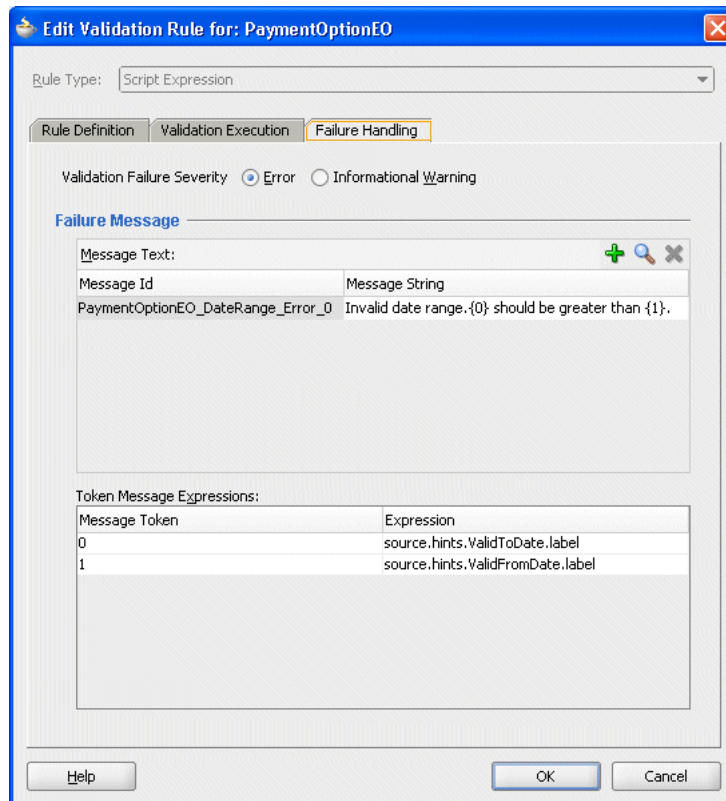 Edit Validation Rule for: PaymentOptionEO
Rule Type: Script Expression
Rule Definition Validation Execution Failure Handling
Validation Failure Severity Error Informational Warning
Failure Message
Message Text:
Message Id Message String
PaymentOptionEO_DateRange_Error_0 Invalid date range.{0} should be greater than {1}.
Token Message Expressions:
Message Token Expression
0 source.hints.ValidToDate.label
1 source.hints.ValidFromDate.label
Help OK Cancel